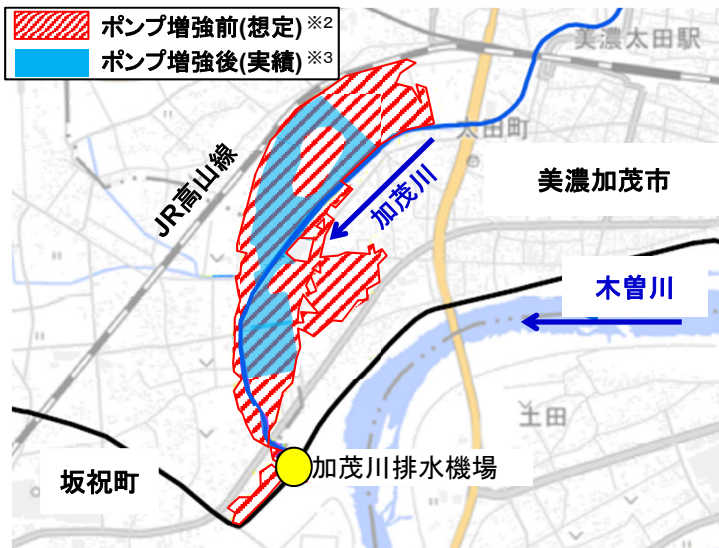 ポンプ増強前(想定)※2
ポンプ増強後(実績)※3
美濃太田駅
太田町
美濃加茂市
JR高山線
加茂川
木曽川
土田
坂祝町
加茂川排水機場